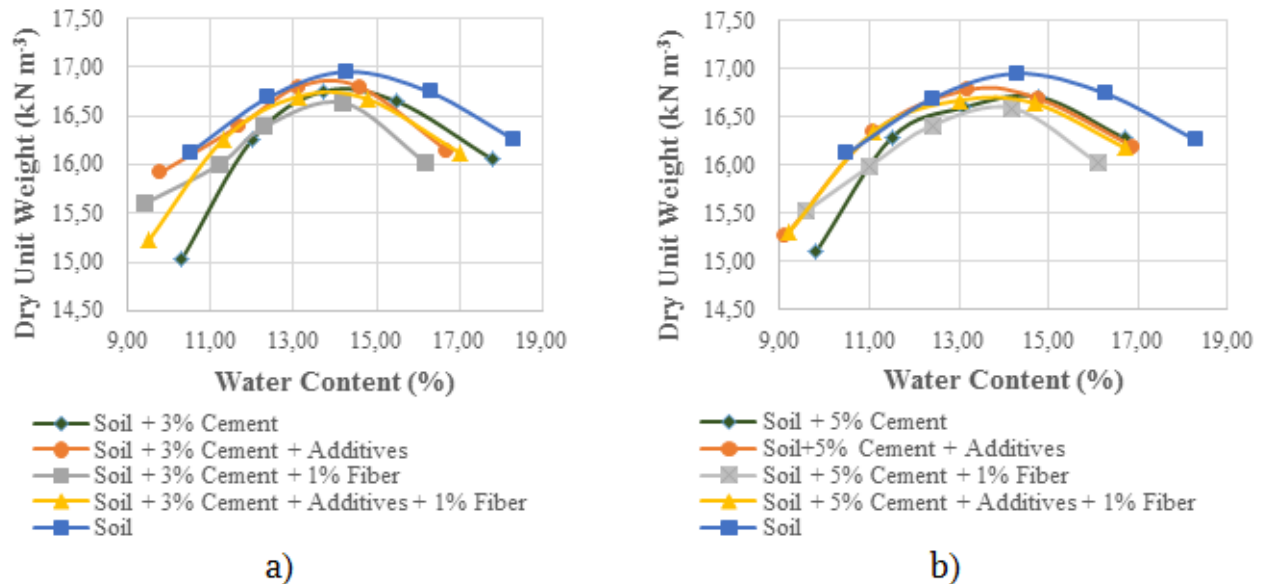 Dry Unit Weight (kN m-3)
17,50
17,00
16,50
16,00
15,50
15,00
14,50
9,00 11,00 13,00 15,00 17,00 19,00
Water Content (%)
Soil + 3% Cement
Soil + 3% Cement + Additives
Soil + 3% Cement + 1% Fiber
Soil + 3% Cement + Additives + 1% Fiber
Soil
a)
Dry Unit Weight (kN m-3)
17,50
17,00
16,50
16,00
15,50
15,00
14,50
9,00 11,00 13,00 15,00 17,00 19,00
Water Content (%)
Soil + 5% Cement
Soil+5% Cement + Additives
Soil + 5% Cement + 1% Fiber
Soil + 5% Cement + Additives + 1% Fiber
Soil
b)